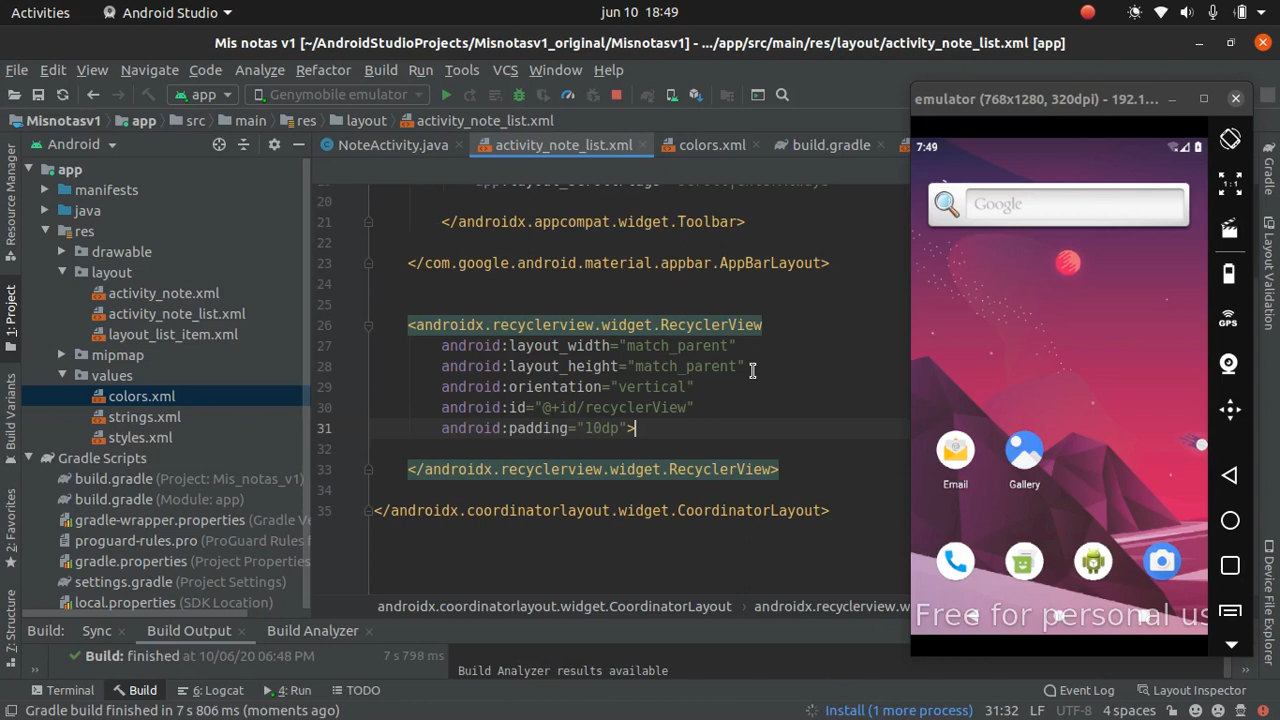 Activities
Android Studio
jun 10 18:49
Mis notas v1 [~/AndroidStudioProjects/Misnotasv1_original/Misnotasv1] - .../app/src/main/res/layout/activity_note_list.xml [app]
File Edit View Navigate Code Analyze Refactor Build Run Tools VCS Window Help
app
Genymobile emulator
Misnotasv1
app
src
main
res
layout
activity_note_list.xml
Android
NoteActivity.java
activity_note_list.xml
colors.xml
build.gradle
1: Project
Resource Manager
Build Variants
2: Favorites
Z: Structure
app
manifests
java
res
drawable
layout
activity_note.xml
activity_note_list.xml
layout_list_item.xml
mipmap
values
colors.xml
strings.xml
styles.xml
Gradle Scripts
build.gradle (Project: Mis_notas_v1)
build.gradle (Module: app)
gradle-wrapper.properties (Gradle Ve
proguard-rules.pro (ProGuard Rules
gradle.properties (Project Properties
settings.gradle (Project Settings)
local.properties (SDK Location)
20
21 </androidx.appcompat.widget.Toolbar>
22
23 </com.google.android.material.appbar.AppBarLayout>
24
25
26 <androidx.recyclerview.widget.RecyclerView
27 android:layout_width="match_parent"
28 android:layout_height="match_parent"
29 android:orientation="vertical"
30 android:id="@+id/recyclerView"
31 android:padding="10dp">
32
33 </androidx.recyclerview.widget.RecyclerView>
34
35 </androidx.coordinatorlayout.widget.CoordinatorLayout>
androidx.coordinatorlayout.widget.CoordinatorLayout
androidx.recyclerview.w
emulator (768x1280, 320dpi) - 192.1...
7:49
Google
1:1
GPS
Email
Gallery
Free for personal us
Gradle
Layout Validation
Device File Explorer
Build:
Sync
Build Output
Build Analyzer
Build: finished at 10/06/20 06:48 PM
7 s 798 ms
Build Analyzer results available
Terminal
Build
6: Logcat
4: Run
TODO
Event Log
Layout Inspector
Gradle build finished in 7 s 806 ms (moments ago)
Install (1 more process)
31:32
LF
UTF-8
4 spaces